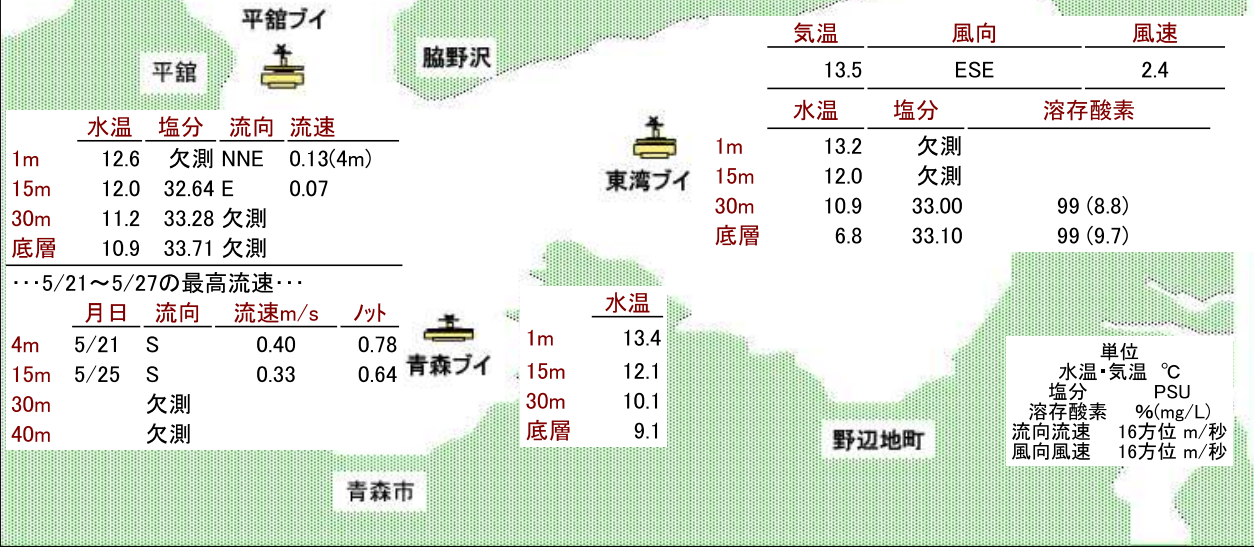 平舘ブイ
平舘
脇野沢
気温 風向 風速
13.5 ESE 2.4
水温 塩分 溶存酸素
1m 13.2 欠測
15m 12.0 欠測
30m 10.9 33.00 99 (8.8)
底層 6.8 33.10 99 (9.7)
東湾ブイ
水温 塩分 流向 流速
1m 12.6 欠測 NNE 0.13(4m)
15m 12.0 32.64 E 0.07
30m 11.2 33.28 欠測
底層 10.9 33.71 欠測
…5/21～5/27の最高流速…
月日 流向 流速m/s ノット
4m 5/21 S 0.40 0.78
15m 5/25 S 0.33 0.64
30m 欠測
40m 欠測
青森ブイ
水温
1m 13.4
15m 12.1
30m 10.1
底層 9.1
単位
水温・気温 ℃
塩分 PSU
溶存酸素 %(mg/L)
流向流速 16方位 m/秒
風向風速 16方位 m/秒
野辺地町
青森市